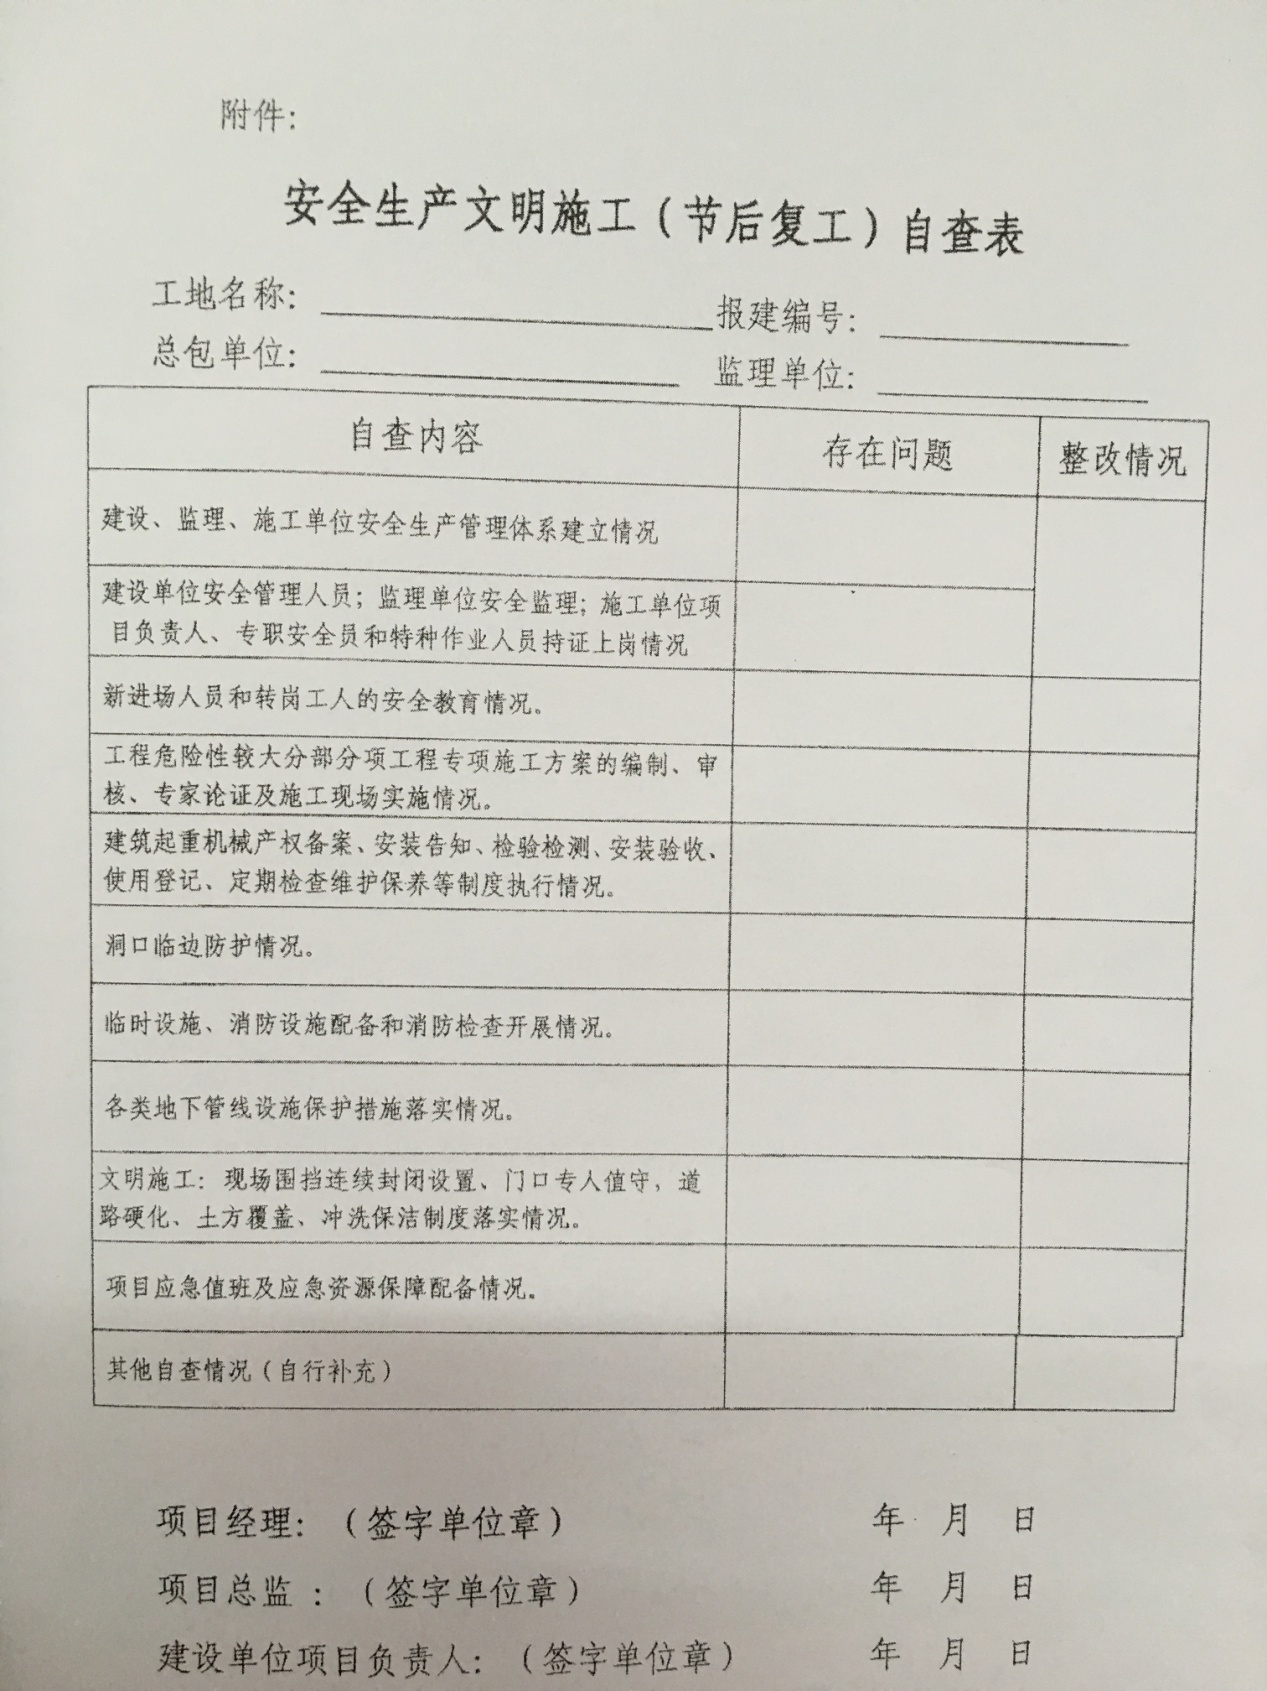 附件：
安全生产文明施工（节后复工）自查表
工地名称： 报建编号：
总包单位： 监理单位：
自查内容 存在问题 整改情况
建设、监理、施工单位安全生产管理体系建立情况
建设单位安全管理人员；监理单位安全监理；施工单位项
目负责人、专职安全员和特种作业人员持证上岗情况
新进场人员和转岗工人的安全教育情况。
工程危险性较大分部分项工程专项施工方案的编制、审
核、专家论证及施工现场实施情况。
建筑起重机械产权备案、安装告知、检验检测、安装验收、
使用登记、定期检查维护保养等制度执行情况。
洞口临边防护情况。
临时设施、消防设施配备和消防检查开展情况。
各类地下管线设施保护措施落实情况。
文明施工：现场围挡连续封闭设置、门口专人值守，道
路硬化、土方覆盖、冲洗保洁制度落实情况。
项目应急值班及应急资源保障配备情况。
其他自查情况（自行补充）
项目经理：（签字单位章） 年 月 日
项目总监 ：（签字单位章） 年 月 日
建设单位项目负责人：（签字单位章） 年 月 日